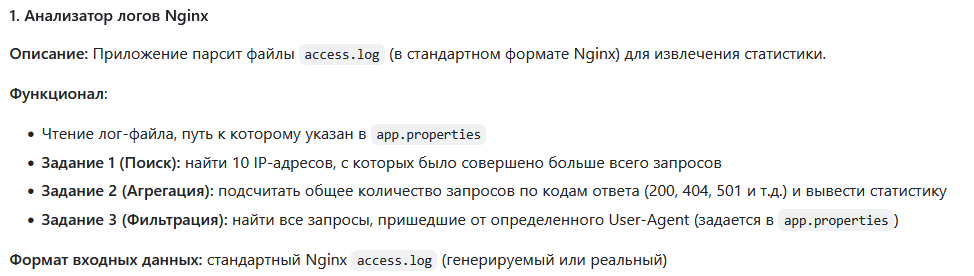 1. Анализатор логов Nginx
Описание: Приложение парсит файлы access.log (в стандартном формате Nginx) для извлечения статистики.
Функционал:
• Чтение лог-файла, путь к которому указан в app.properties
• Задание 1 (Поиск): найти 10 IP-адресов, с которых было совершено больше всего запросов
• Задание 2 (Агрегация): подсчитать общее количество запросов по кодам ответа (200, 404, 501 и т.д.) и вывести статистику
• Задание 3 (Фильтрация): найти все запросы, пришедшие от определенного User-Agent (задается в app.properties)
Формат входных данных: стандартный Nginx access.log (генерируемый или реальный)